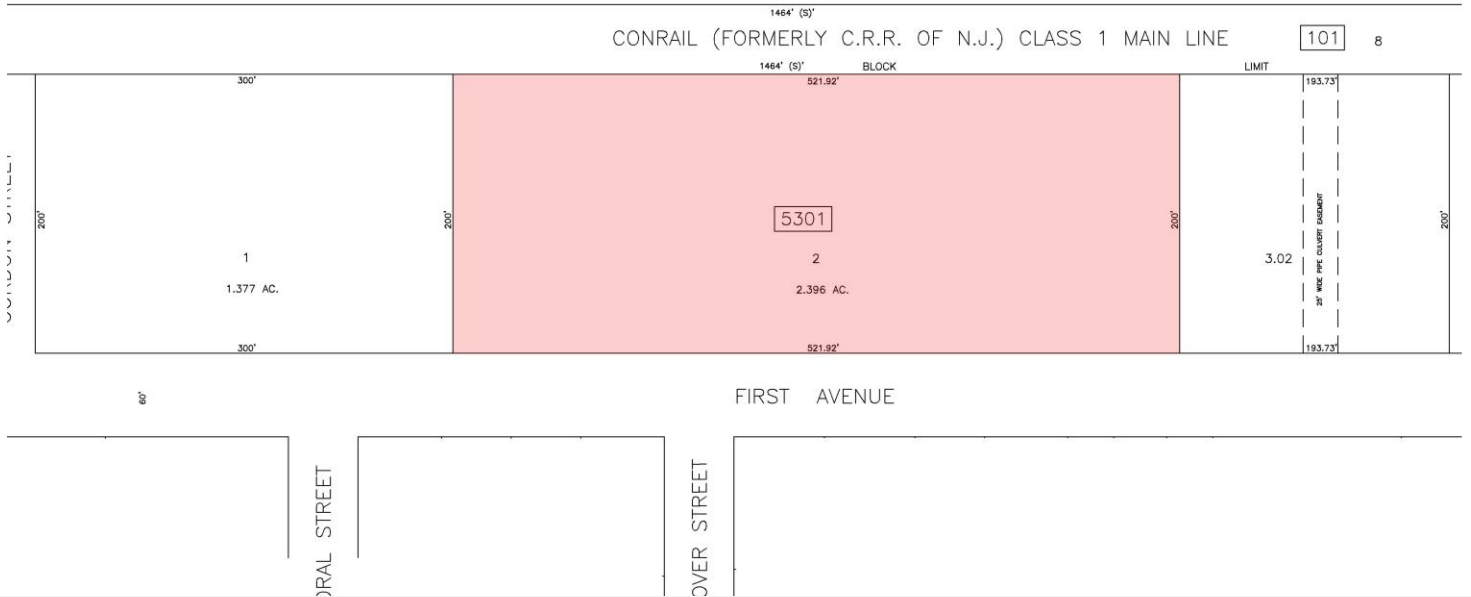 1464' (S)'
CONRAIL (FORMERLY C.R.R. OF N.J.) CLASS 1 MAIN LINE 101 8
1464' (S)' BLOCK LIMIT
300' 521.92' 193.73'
200' 200' 200' 200'
5301
1 2 3.02
25' WIDE PIPE CULVERT EASEMENT
1.377 AC. 2.396 AC.
300' 521.92' 193.73'
60'
FIRST AVENUE
STREET
STREET